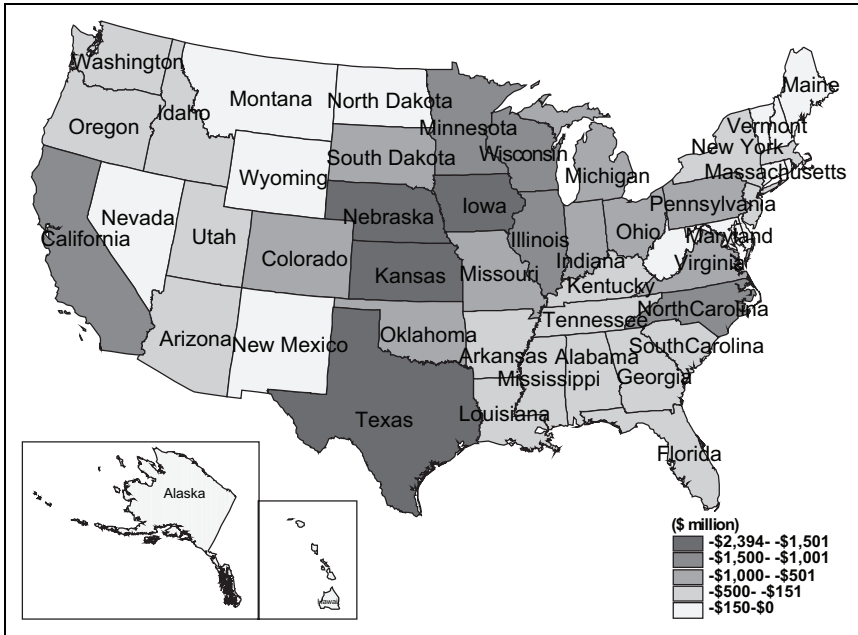 Washington
Maine
Montana
North Dakota
Idaho
Oregon
Minnesota
Vermont
New York
Wisconsin
South Dakota
Massachusetts
Michigan
Wyoming
Pennsylvania
Iowa
Nebraska
Nevada
Ohio
Maryland
California
Utah
Illinois
Colorado
Indiana
Virginia
Kansas
Missouri
Kentucky
NorthCarolina
Tennessee
Oklahoma
Arizona
New Mexico
SouthCarolina
Arkansas
Alabama
Mississippi
Georgia
Texas
Louisiana
Florida
Alaska
Hawaii
($ million)
-$2,394- -$1,501
-$1,500- -$1,001
-$1,000- -$501
-$500- -$151
-$150-$0